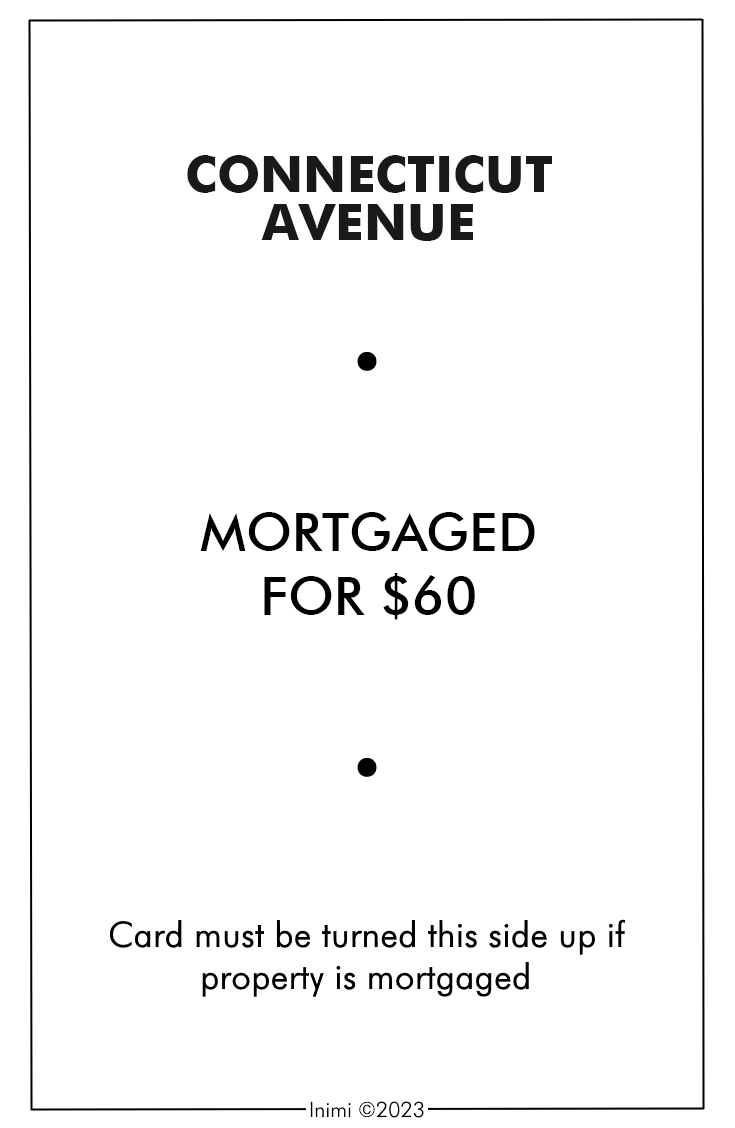 CONNECTICUT
AVENUE
•
MORTGAGED
FOR $60
•
Card must be turned this side up if
property is mortgaged
Inimi ©2023